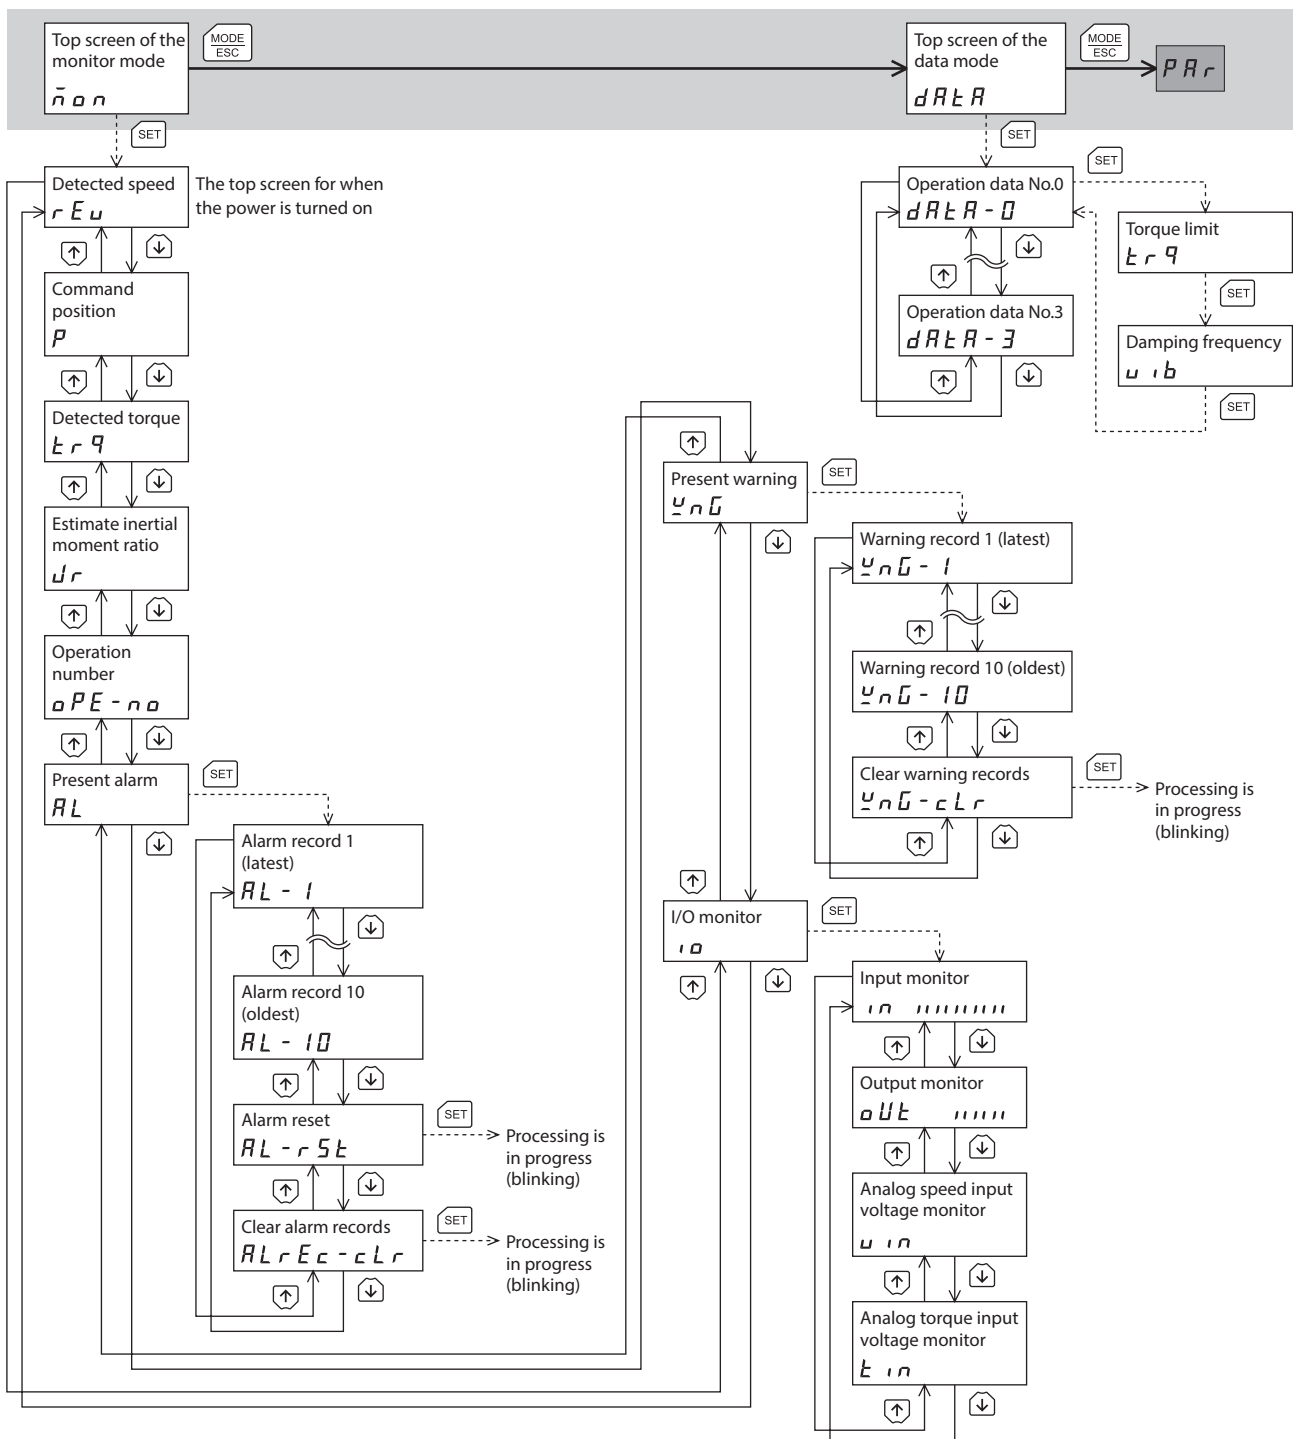 Top screen of the
monitor mode
mon
MODE
ESC
SET
Top screen of the
data mode
dAtA
MODE
ESC
PAr
SET
Detected speed
rEv
The top screen for when
the power is turned on
Command
position
P
Detected torque
trq
Estimate inertial
moment ratio
Jr
Operation
number
oPE-no
Present alarm
AL
SET
Alarm record 1
(latest)
AL-1
Alarm record 10
(oldest)
AL-10
Alarm reset
AL-rSt
SET
Processing is
in progress
(blinking)
Clear alarm records
ALrEc-cLr
SET
Processing is
in progress
(blinking)
Present warning
WnG
SET
Warning record 1 (latest)
WnG-1
Warning record 10 (oldest)
WnG-10
Clear warning records
WnG-cLr
SET
Processing is
in progress
(blinking)
I/O monitor
io
SET
Input monitor
in
Output monitor
oUt
Analog speed input
voltage monitor
vin
Analog torque input
voltage monitor
tin
Operation data No.0
dAtA-0
SET
Operation data No.3
dAtA-3
Torque limit
trq
SET
Damping frequency
vib
SET